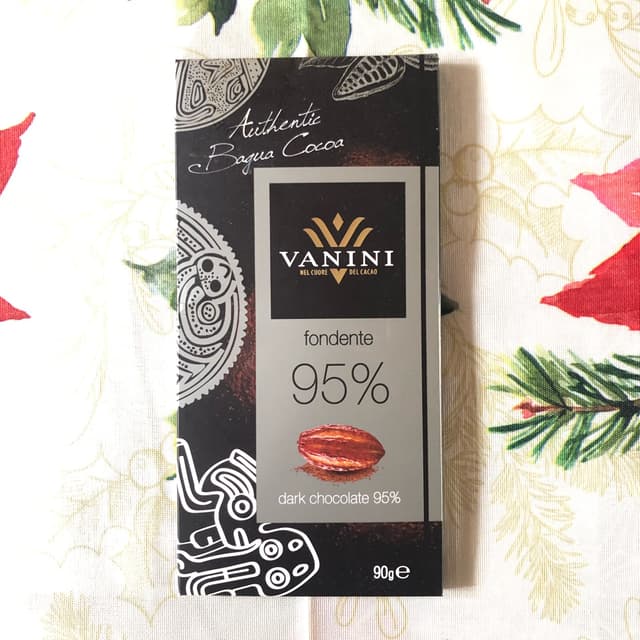 Authentic
Bagua Cocoa
VANINI
NEL CUORE DEL CACAO
fondente
95%
dark chocolate 95%
90g e